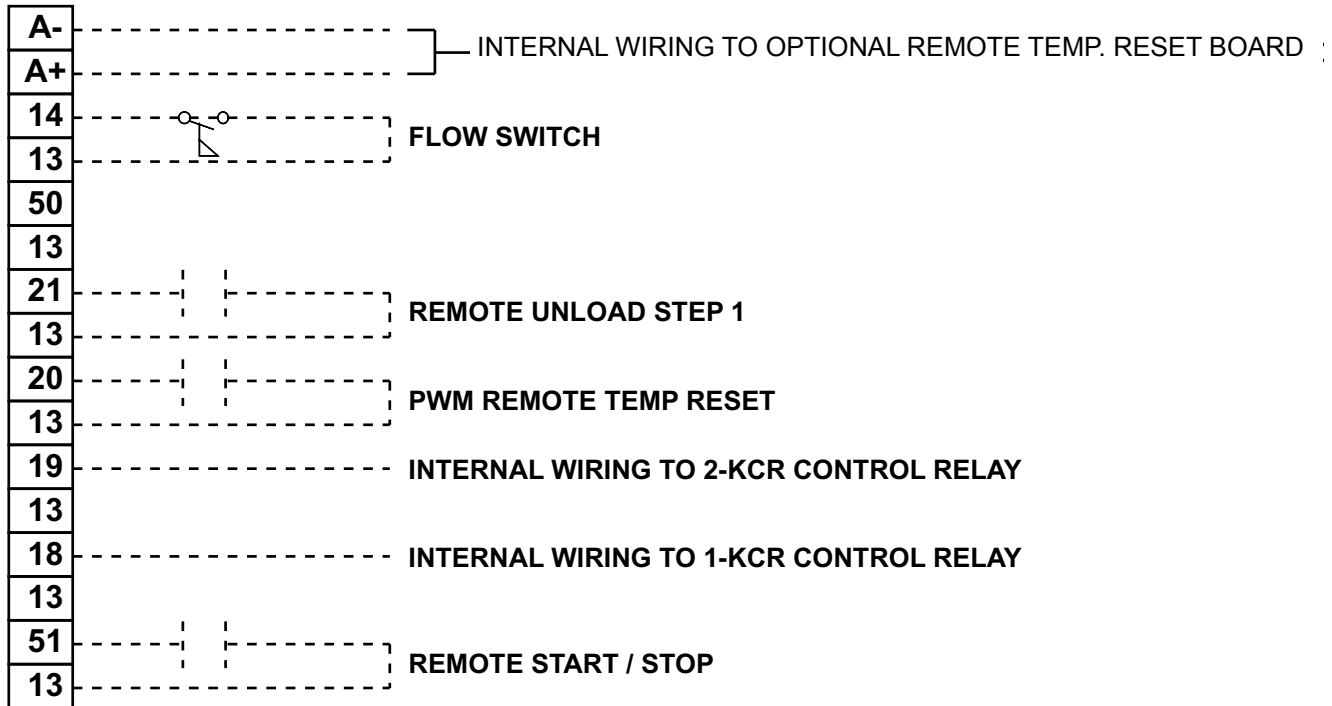 A-
INTERNAL WIRING TO OPTIONAL REMOTE TEMP. RESET BOARD
A+
14
FLOW SWITCH
13
50
13
21
REMOTE UNLOAD STEP 1
13
20
PWM REMOTE TEMP RESET
13
19 INTERNAL WIRING TO 2-KCR CONTROL RELAY
13
18 INTERNAL WIRING TO 1-KCR CONTROL RELAY
13
51
REMOTE START / STOP
13